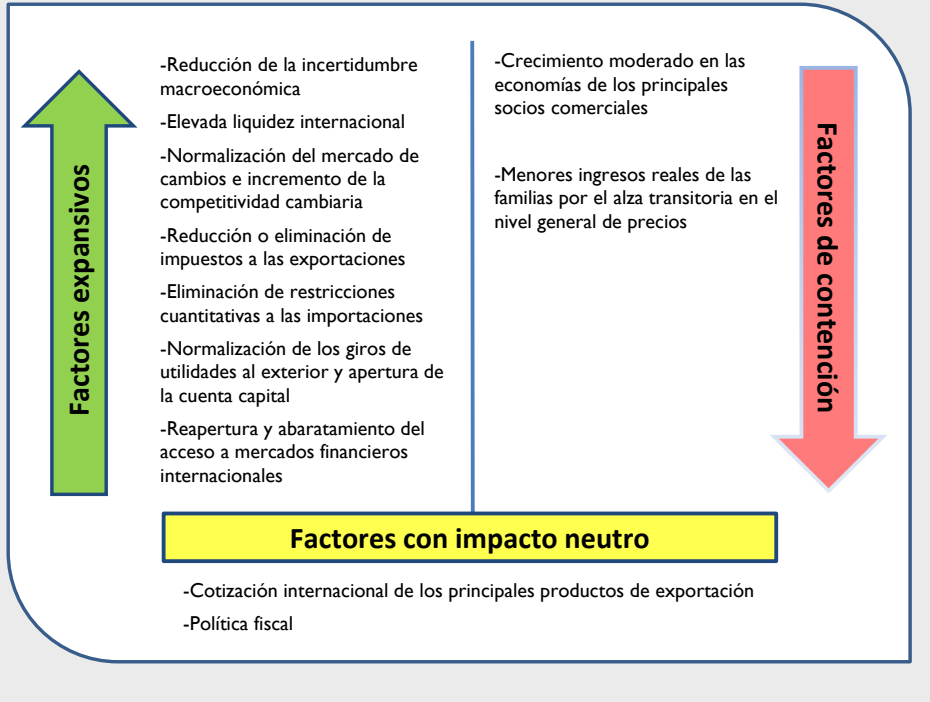 Factores expansivos
-Reducción de la incertidumbre
macroeconómica
-Elevada liquidez internacional
-Normalización del mercado de
cambios e incremento de la
competitividad cambiaria
-Reducción o eliminación de
impuestos a las exportaciones
-Eliminación de restricciones
cuantitativas a las importaciones
-Normalización de los giros de
utilidades al exterior y apertura de
la cuenta capital
-Reapertura y abaratamiento del
acceso a mercados financieros
internacionales
-Crecimiento moderado en las
economías de los principales
socios comerciales
-Menores ingresos reales de las
familias por el alza transitoria en el
nivel general de precios
Factores de contención
Factores con impacto neutro
-Cotización internacional de los principales productos de exportación
-Política fiscal